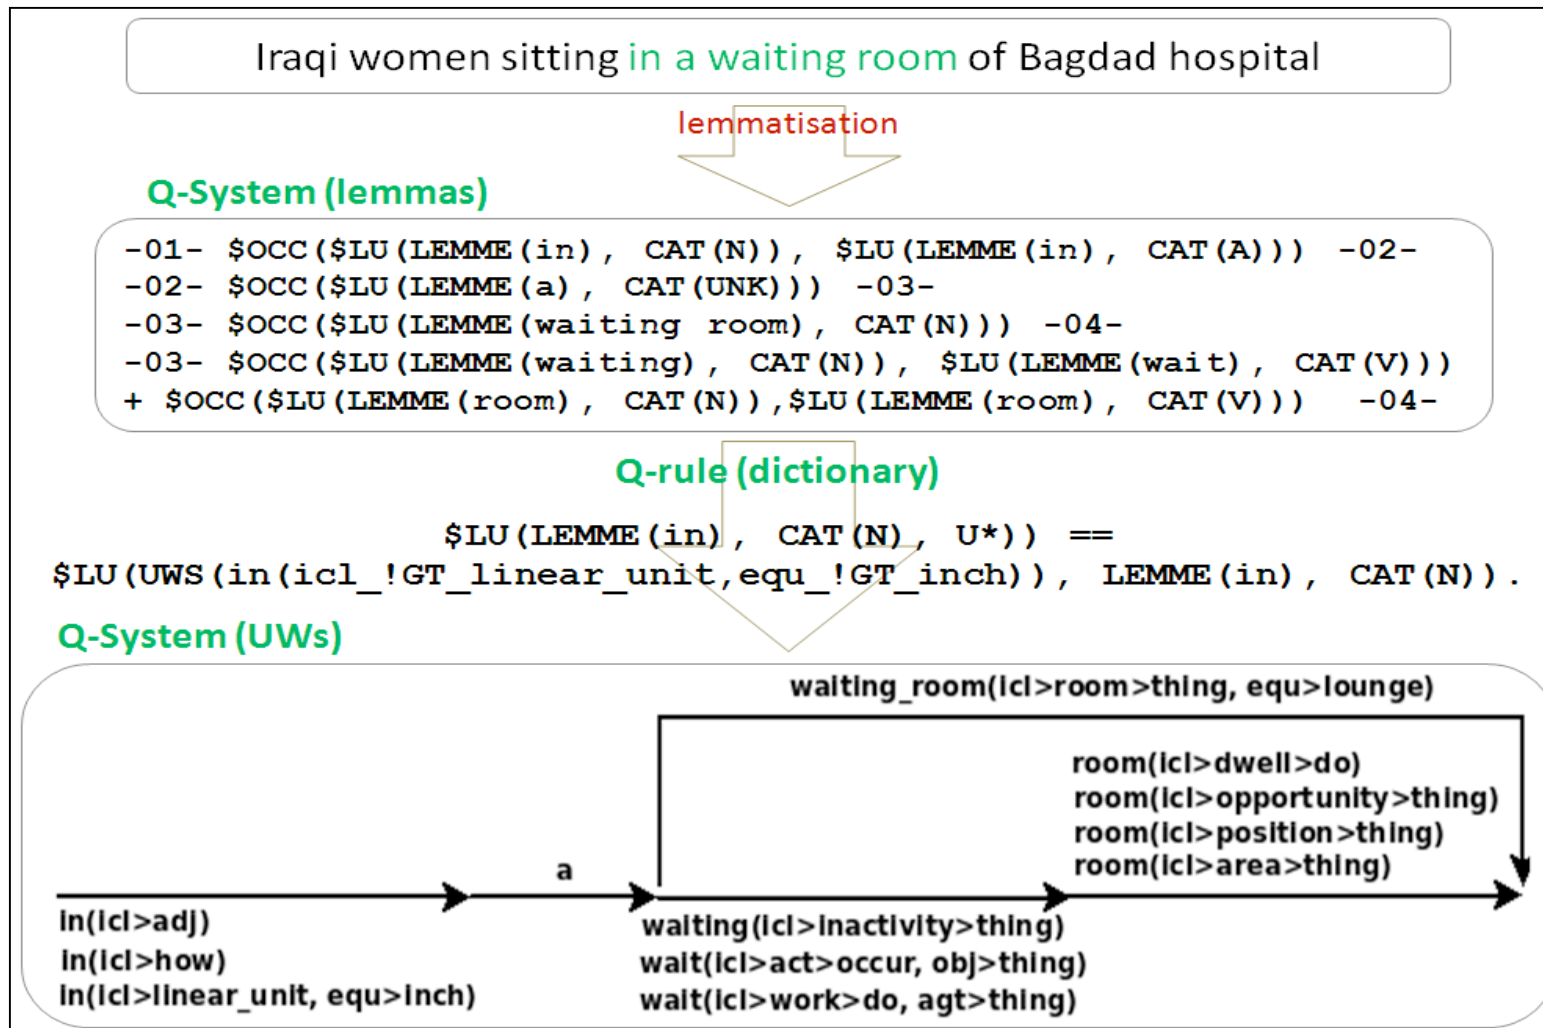 Iraqi women sitting in a waiting room of Bagdad hospital
lemmatisation
Q-System (lemmas)
-01- $OCC($LU(LEMME(in), CAT(N)), $LU(LEMME(in), CAT(A))) -02-
-02- $OCC($LU(LEMME(a), CAT(UNK))) -03-
-03- $OCC($LU(LEMME(waiting room), CAT(N))) -04-
-03- $OCC($LU(LEMME(waiting), CAT(N)), $LU(LEMME(wait), CAT(V)))
+ $OCC($LU(LEMME(room), CAT(N)),$LU(LEMME(room), CAT(V))) -04-
Q-rule (dictionary)
$LU(LEMME(in), CAT(N), U*)) ==
$LU(UWS(in(icl_!GT_linear_unit,equ_!GT_inch)), LEMME(in), CAT(N)).
Q-System (UWs)
waiting_room(icl>room>thing, equ>lounge)
room(icl>dwell>do)
room(icl>opportunity>thing)
room(icl>position>thing)
room(icl>area>thing)
a
in(icl>adj)
in(icl>how)
in(icl>linear_unit, equ>inch)
waiting(icl>inactivity>thing)
wait(icl>act>occur, obj>thing)
wait(icl>work>do, agt>thing)